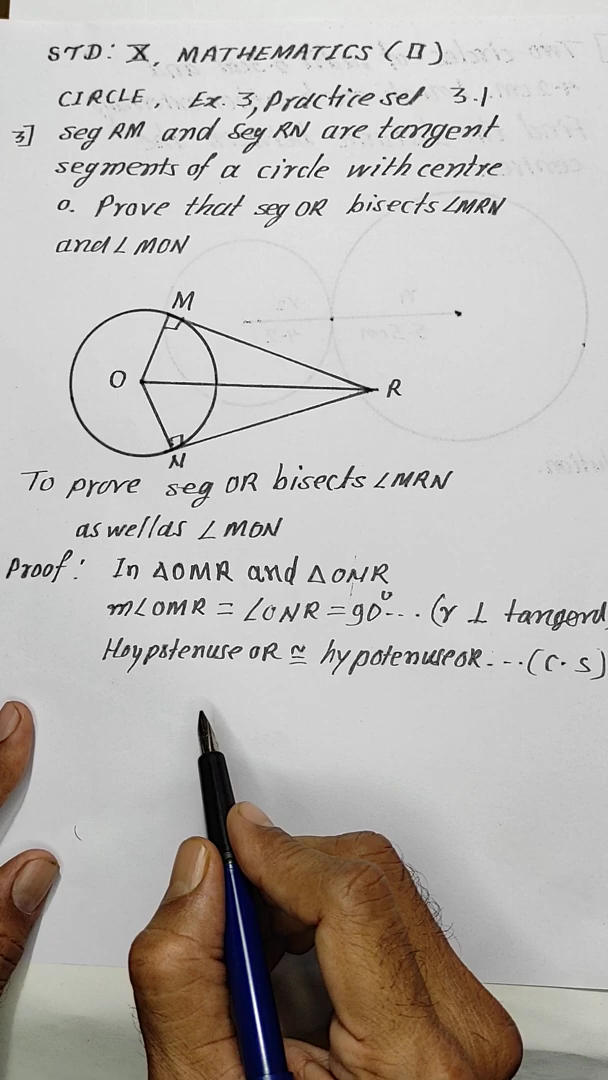 STD: X, MATHEMATICS (II)
CIRCLE. Ex. 3, Practice set 3.1
3] seg RM and seg RN are tangent
segments of a circle with centre
O. Prove that seg OR bisects ∠MRN
and ∠MON
M
O
R
N
To prove seg OR bisects ∠MRN
as well as ∠MON
Proof: In △OMR and △ONR
m∠OMR = ∠ONR = 90° ... (r ⊥ tangent
Hoypotenuse OR ≅ hypotenuse OR ... (C.S)